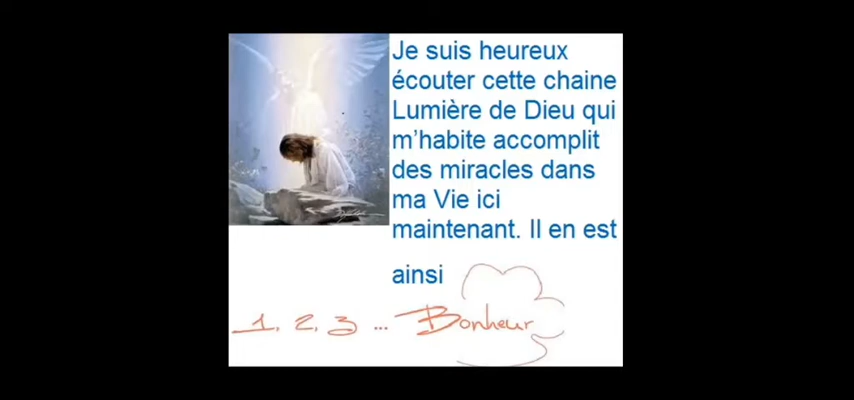 Je suis heureux
écouter cette chaine
Lumière de Dieu qui
m'habite accomplit
des miracles dans
ma Vie ici
maintenant. Il en est
ainsi
1, 2, 3 ... Bonheur